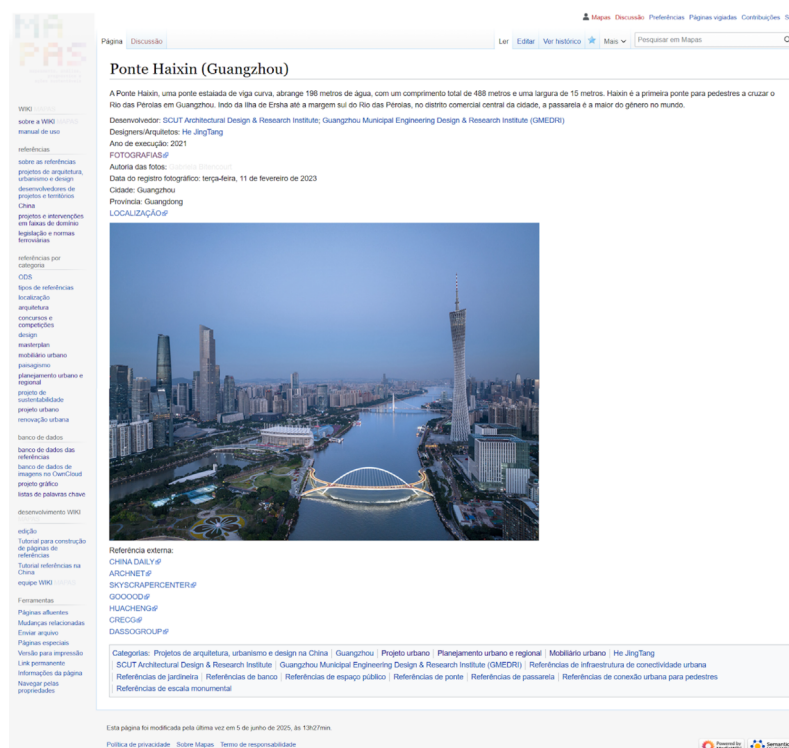 MAPAS
Mapas Discussão Preferências Páginas vigiadas Contribuições
Página Discussão
Ler Editar Ver histórico Mais
Pesquisar em Mapas
Ponte Haixin (Guangzhou)
A Ponte Haixin, uma ponte estaiada de viga curva, abrange 198 metros de água, com um comprimento total de 488 metros e uma largura de 15 metros. Haixin é a primeira ponte para pedestres a cruzar o
Rio das Pérolas em Guangzhou. Indo da Ilha de Ersha até a margem sul do Rio das Pérolas, no distrito comercial central da cidade, a passarela é a maior do gênero no mundo.
Desenvolvedor: SCUT Architectural Design & Research Institute; Guangzhou Municipal Engineering Design & Research Institute (GMEDRI)
Designers/Arquitetos: He JingTang
Ano de execução: 2021
FOTOGRAFIAS
Autoria das fotos:
Data do registro fotográfico: terça-feira, 11 de fevereiro de 2023
Cidade: Guangzhou
Província: Guangdong
LOCALIZAÇÃO
Referência externa:
CHINA DAILY
ARCHNET
SKYSCRAPERCENTER
GOOOOD
HUACHENG
CRECG
DASSOGROUP
Categorias: Projetos de arquitetura, urbanismo e design na China | Guangzhou | Projeto urbano | Planejamento urbano e regional | Mobiliário urbano | He JingTang
| SCUT Architectural Design & Research Institute | Guangzhou Municipal Engineering Design & Research Institute (GMEDRI) | Referências de infraestrutura de conectividade urbana
| Referências de jardineira | Referências de banco | Referências de espaço público | Referências de ponte | Referências de passarela | Referências de conexão urbana para pedestres
| Referências de escala monumental
WIKI
sobre a WIKI
manual de uso
referências
sobre as referências
projetos de arquitetura,
urbanismo e design
desenvolvedores de
projetos e territórios
China
projetos e intervenções
em faixas de domínio
legislação e normas
ferroviárias
referências por
categoria
ODS
tipos de referências
localização
arquitetura
concursos e
competições
design
masterplan
mobiliário urbano
paisagismo
planejamento urbano e
regional
projeto de
sustentabilidade
projeto urbano
renovação urbana
banco de dados
banco de dados das
referências
banco de dados de
imagens no OwnCloud
projeto gráfico
listas de palavras chave
desenvolvimento WIKI
edição
Tutorial para construção
de páginas de
referências
Tutorial referências na
China
equipe WIKI
Ferramentas
Páginas afluentes
Mudanças relacionadas
Enviar arquivo
Páginas especiais
Versão para impressão
Link permanente
Informações da página
Navegar pelas
propriedades
Esta página foi modificada pela última vez em 5 de junho de 2025, às 13h27min.
Política de privacidade Sobre Mapas Termo de responsabilidade
Powered by
Semantic